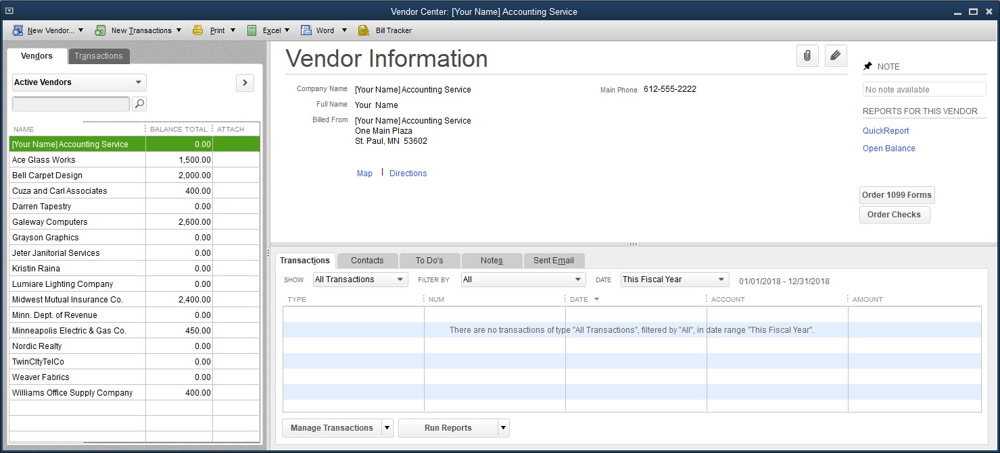 Vendor Center: [Your Name] Accounting Service
New Vendor... New Transactions Print Excel Word Bill Tracker
Vendors Transactions
Active Vendors
NAME BALANCE TOTAL ATTACH
[Your Name] Accounting Service 0.00
Ace Glass Works 1,500.00
Bell Carpet Design 2,000.00
Cuza and Carl Associates 400.00
Darren Tapestry 0.00
Galeway Computers 2,600.00
Grayson Graphics 0.00
Jeter Janitorial Services 0.00
Kristin Raina 0.00
Lumiare Lighting Company 0.00
Midwest Mutual Insurance Co. 2,400.00
Minn. Dept. of Revenue 0.00
Minneapolis Electric & Gas Co. 450.00
Nordic Realty 0.00
TwinCItyTelCo 0.00
Weaver Fabrics 0.00
Williams Office Supply Company 400.00
Vendor Information
Company Name [Your Name] Accounting Service
Main Phone 612-555-2222
Full Name Your Name
Billed From [Your Name] Accounting Service
One Main Plaza
St. Paul, MN 53602
Map | Directions
NOTE
No note available
REPORTS FOR THIS VENDOR
QuickReport
Open Balance
Order 1099 Forms
Order Checks
Transactions Contacts To Do's Notes Sent Email
SHOW All Transactions FILTER BY All DATE This Fiscal Year 01/01/2018 - 12/31/2018
TYPE NUM DATE ACCOUNT AMOUNT
There are no transactions of type "All Transactions", filtered by "All", in date range "This Fiscal Year".
Manage Transactions Run Reports